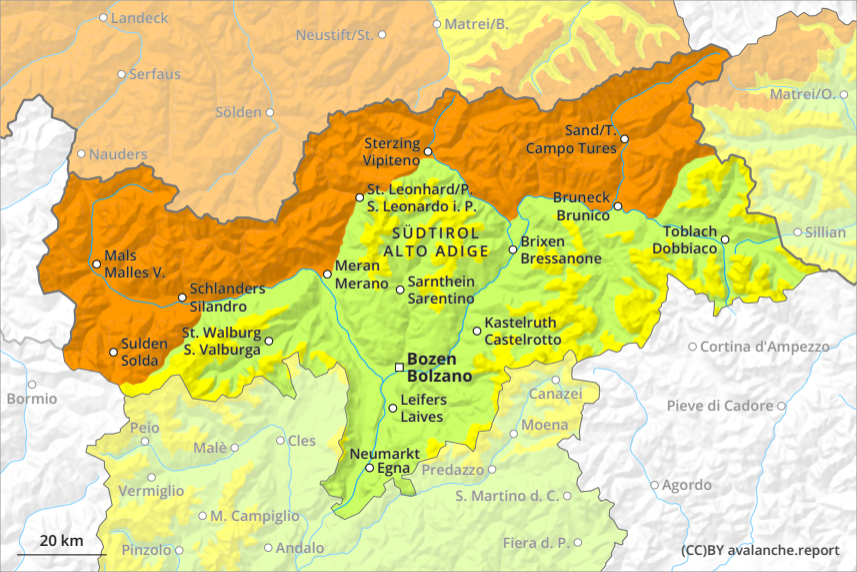 Landeck
Matrei/B.
Neustift/St.
Serfaus
Matrei/O.
Sölden
Sand/T.
Campo Tures
Sterzing
Vipiteno
Nauders
St. Leonhard/P.
S. Leonardo i. P.
Bruneck
Brunico
SÜDTIROL
ALTO ADIGE
Toblach
Dobbiaco
Sillian
Brixen
Bressanone
Mals
Malles V.
Meran
Merano
Sarnthein
Sarentino
Schlanders
Silandro
Kastelruth
Castelrotto
St. Walburg
S. Valburga
Sulden
Solda
Cortina d'Ampezzo
Bozen
Bolzano
Bormio
Canazei
Leifers
Laives
Pieve di Cadore
Peio
Moena
Cles
Malè
Neumarkt
Egna
Predazzo
Vermiglio
Agordo
S. Martino d. C.
M. Campiglio
20 km
Pinzolo
Andalo
Fiera d. P.
(CC)BY avalanche.report